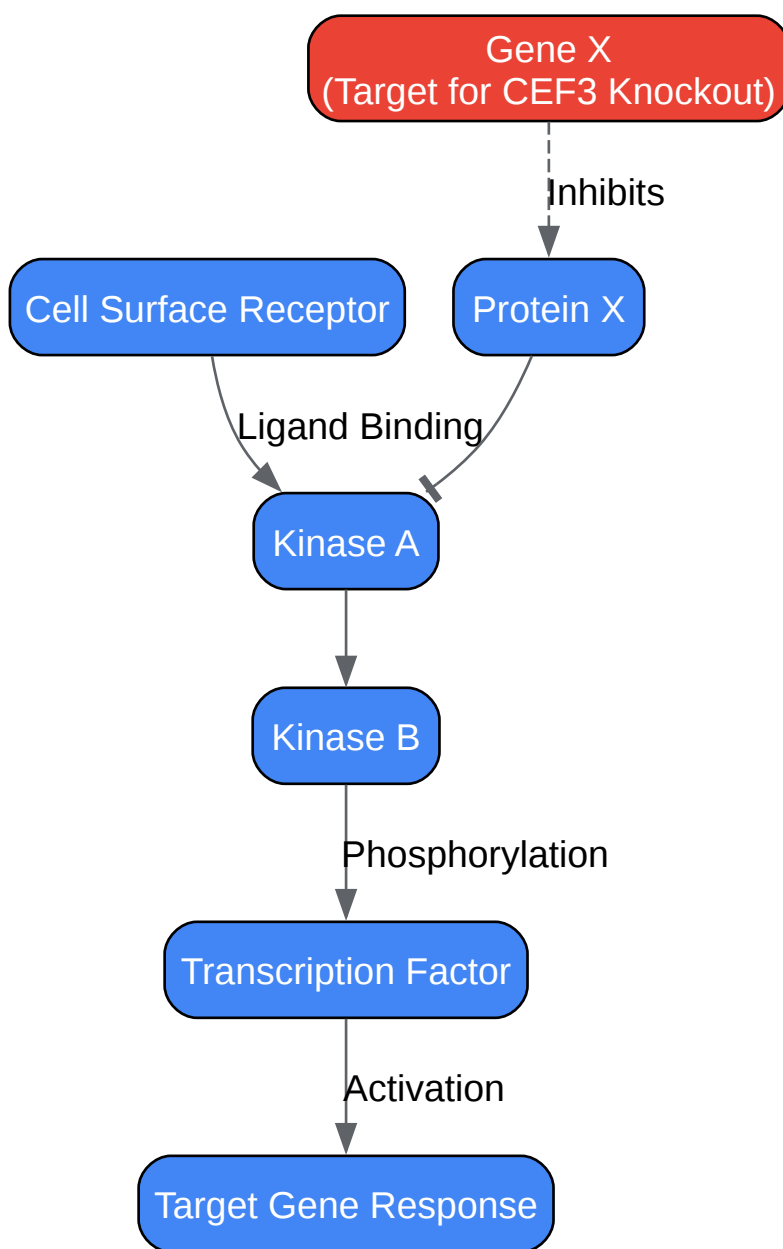 Gene X
(Target for CEF3 Knockout)
Inhibits
Cell Surface Receptor
Protein X
Ligand Binding
Kinase A
Kinase B
Phosphorylation
Transcription Factor
Activation
Target Gene Response